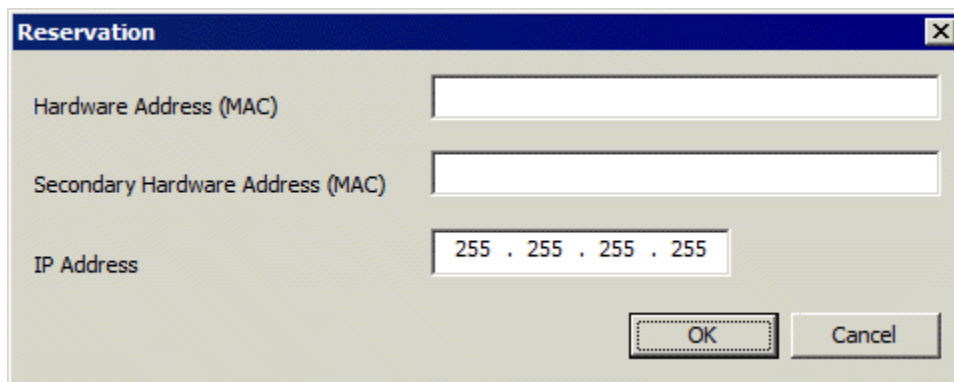 Reservation
Hardware Address (MAC)
Secondary Hardware Address (MAC)
IP Address
255 . 255 . 255 . 255
OK
Cancel